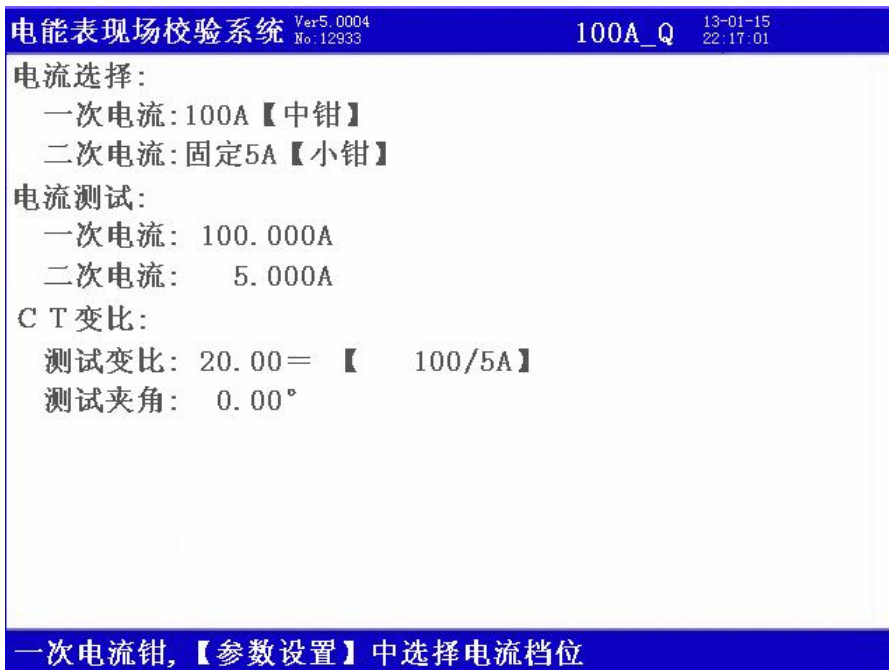 电能表现场校验系统 Ver5.0004 No:12933 100A_Q 13-01-15 22:17:01
电流选择:
一次电流:100A【中钳】
二次电流:固定5A【小钳】
电流测试:
一次电流: 100.000A
二次电流: 5.000A
CT变比:
测试变比: 20.00=【 100/5A】
测试夹角: 0.00°
一次电流钳,【参数设置】中选择电流档位